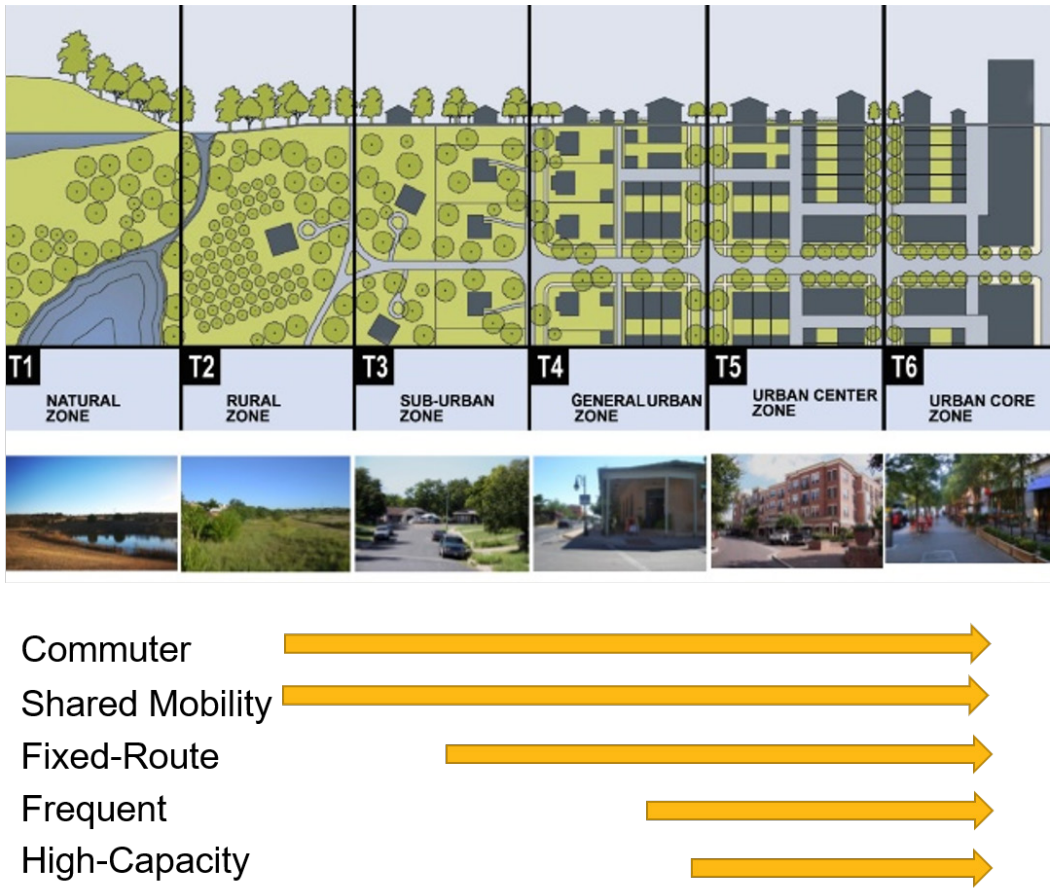 T1
NATURAL
ZONE
T2
RURAL
ZONE
T3
SUB-URBAN
ZONE
T4
GENERAL URBAN
ZONE
T5
URBAN CENTER
ZONE
T6
URBAN CORE
ZONE
Commuter
Shared Mobility
Fixed-Route
Frequent
High-Capacity